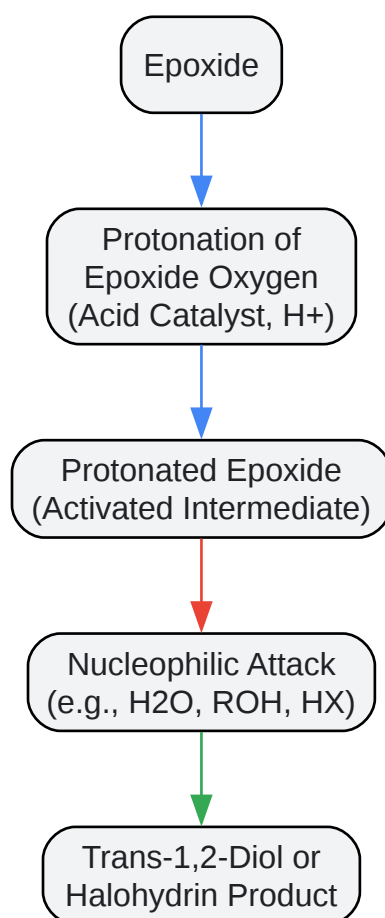 Epoxide
Protonation of
Epoxide Oxygen
(Acid Catalyst, H+)
Protonated Epoxide
(Activated Intermediate)
Nucleophilic Attack
(e.g., H2O, ROH, HX)
Trans-1,2-Diol or
Halohydrin Product